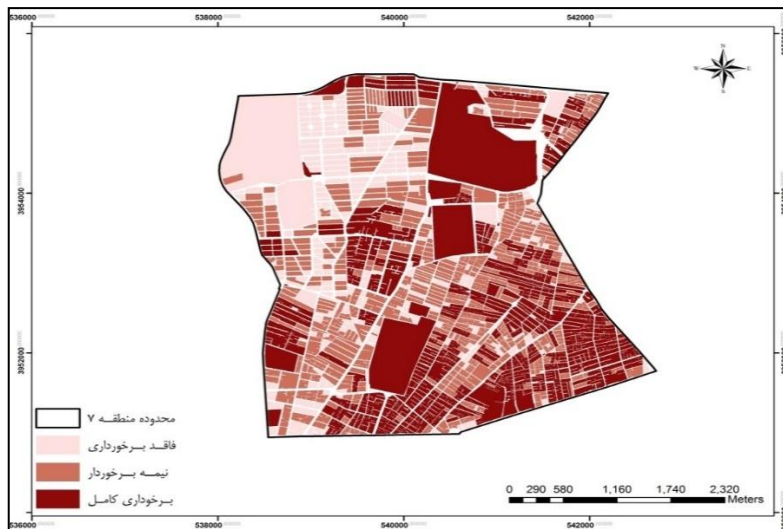 536000 538000 540000 542000
N
W E
S
3954000
3952000
محدوده منطقه ۷
فاقد برخورداری
نیمه برخوردار
برخوداری کامل
0 290 580 1,160 1,740 2,320
Meters
536000 538000 540000 542000